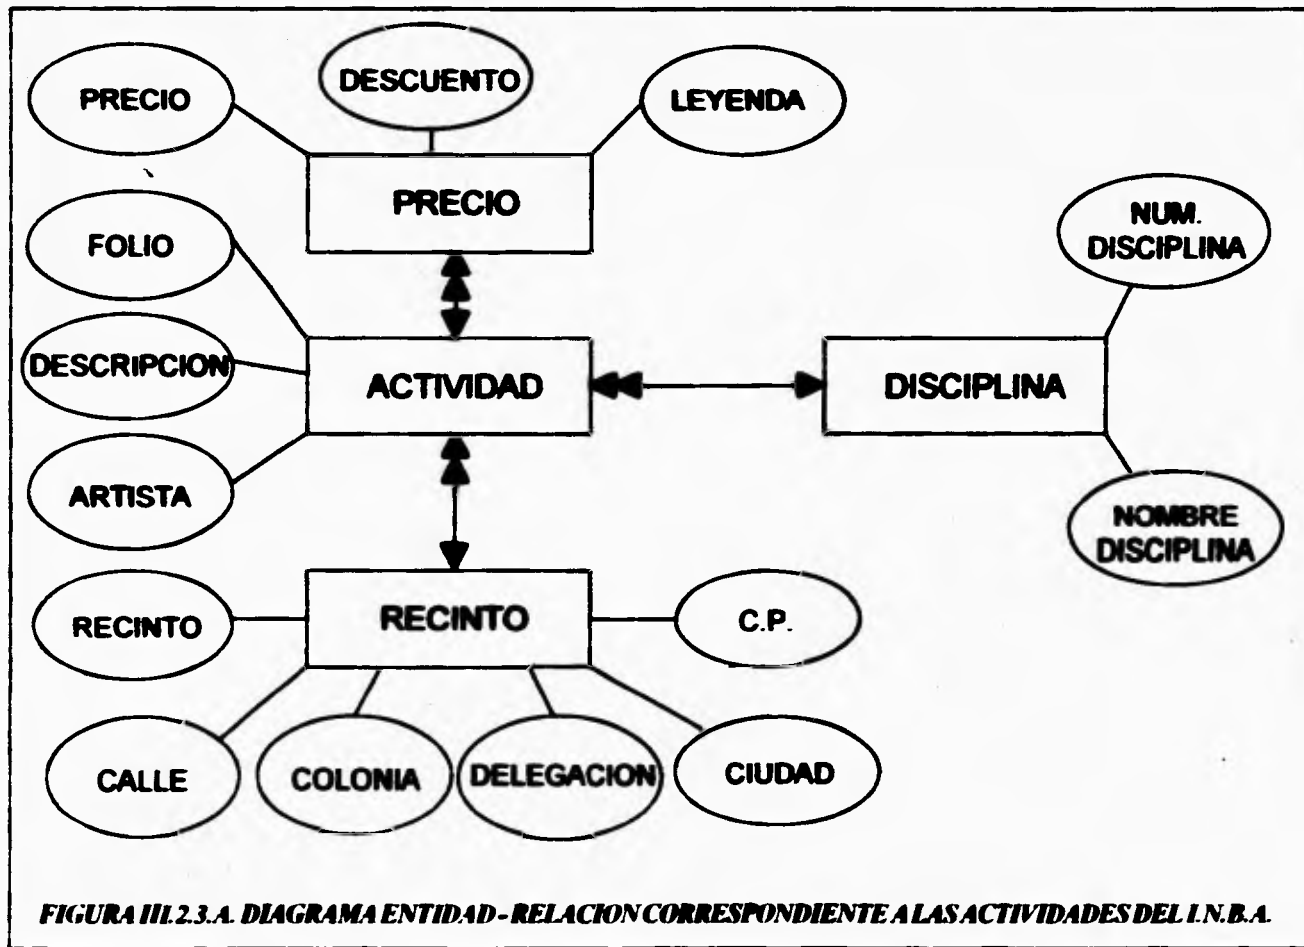 DESCUENTO
PRECIO
LEYENDA
PRECIO
FOLIO
NUM.
DISCIPLINA
DESCRIPCION
ACTIVIDAD
DISCIPLINA
ARTISTA
NOMBRE
DISCIPLINA
RECINTO
RECINTO
C.P.
CALLE
COLONIA
DELEGACION
CIUDAD
FIGURA III.2.3.A. DIAGRAMA ENTIDAD - RELACION CORRESPONDIENTE A LAS ACTIVIDADES DEL I.N.B.A.